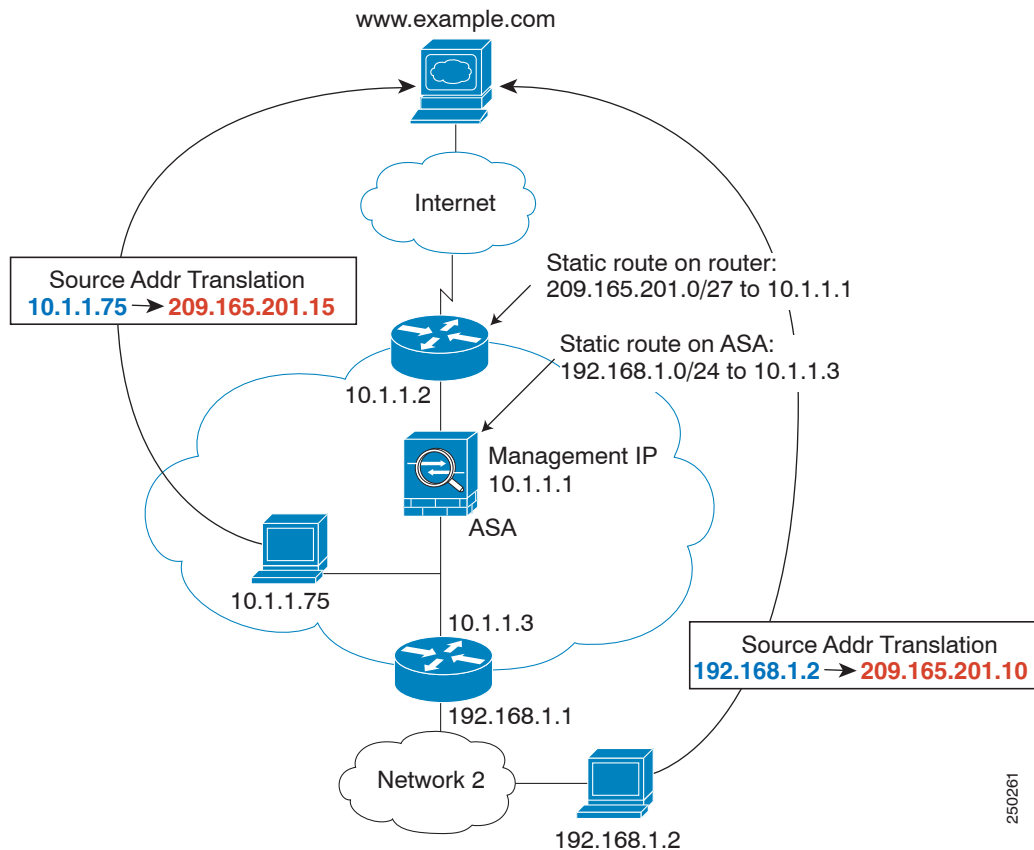 www.example.com
Internet
Source Addr Translation
10.1.1.75 209.165.201.15
Static route on router:
209.165.201.0/27 to 10.1.1.1
Static route on ASA:
192.168.1.0/24 to 10.1.1.3
10.1.1.2
Management IP
10.1.1.1
ASA
10.1.1.75
10.1.1.3
Source Addr Translation
192.168.1.2 209.165.201.10
192.168.1.1
Network 2
192.168.1.2
250261